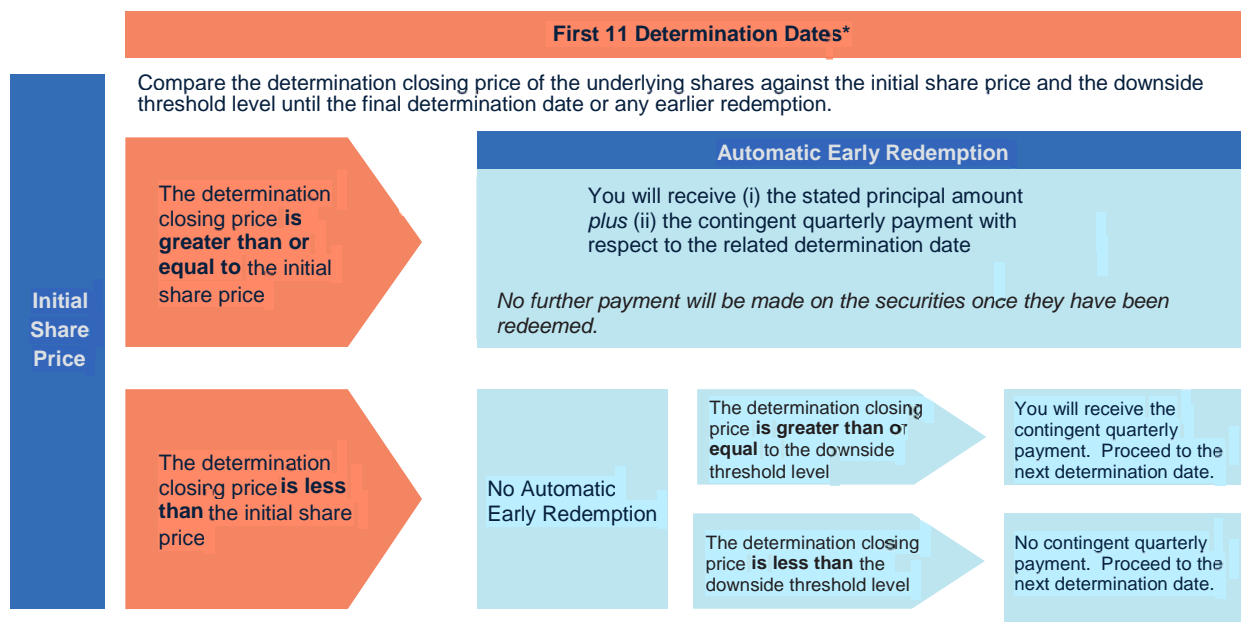 First 11 Determination Dates*
Compare the determination closing price of the underlying shares against the initial share price and the downside
threshold level until the final determination date or any earlier redemption.
Initial
Share
Price
The determination
closing price is
greater than or
equal to the initial
share price
Automatic Early Redemption
You will receive (i) the stated principal amount
plus (ii) the contingent quarterly payment with
respect to the related determination date
No further payment will be made on the securities once they have been
redeemed.
The determination
closing price is less
than the initial share
price
No Automatic
Early Redemption
The determination closing
price is greater than or
equal to the downside
threshold level
You will receive the
contingent quarterly
payment.  Proceed to the
next determination date.
The determination closing
price is less than the
downside threshold level
No contingent quarterly
payment.  Proceed to the
next determination date.